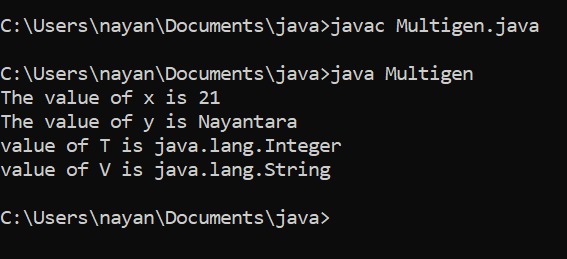 C:\Users\nayan\Documents\java>javac Multigen.java
C:\Users\nayan\Documents\java>java Multigen
The value of x is 21
The value of y is Nayantara
value of T is java.lang.Integer
value of V is java.lang.String
C:\Users\nayan\Documents\java>